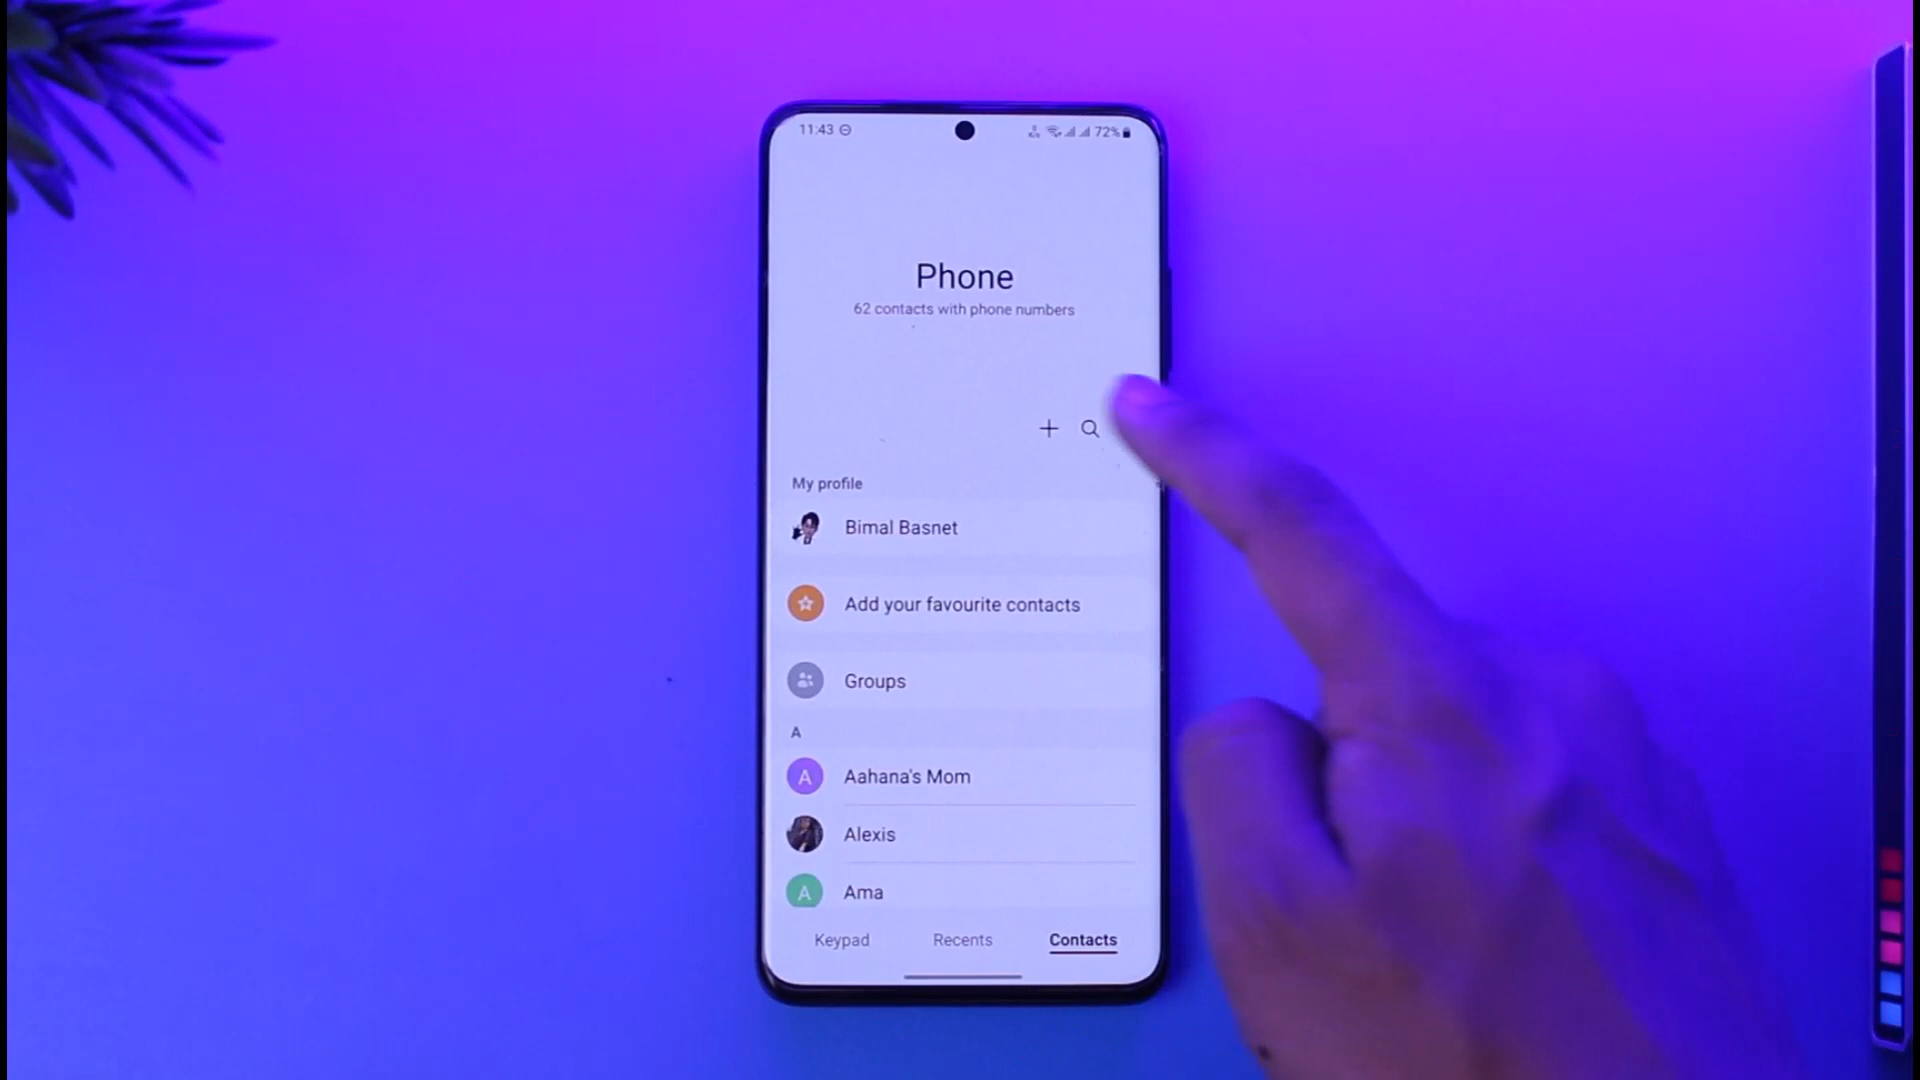 11:43
72%
Phone
62 contacts with phone numbers
My profile
Bimal Basnet
Add your favourite contacts
Groups
A
A Aahana's Mom
Alexis
A Ama
Keypad Recents Contacts